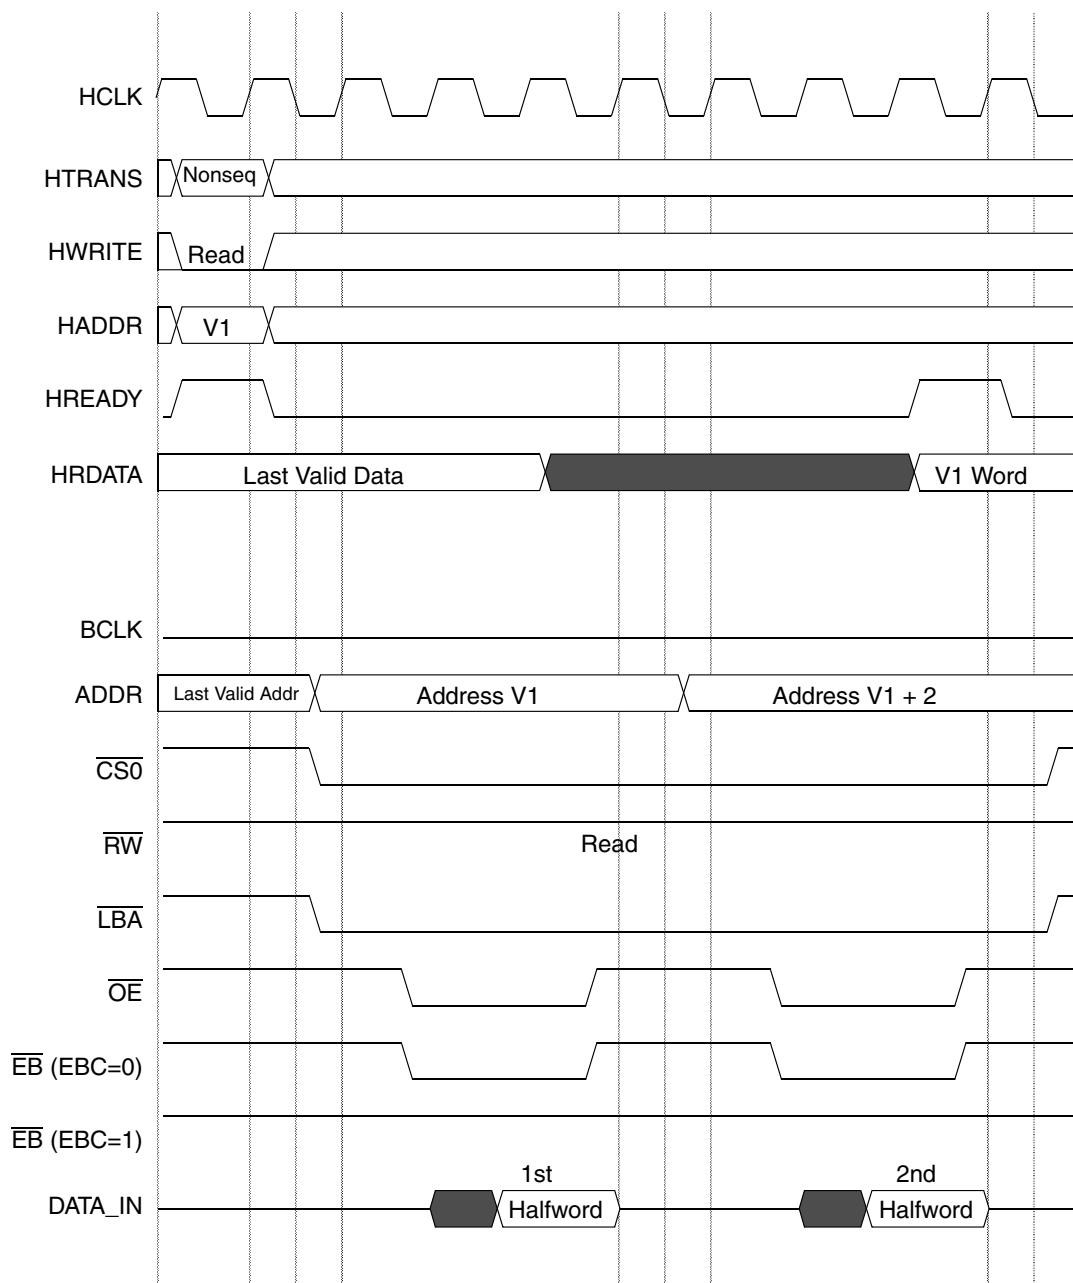 HCLK
HTRANS Nonseq
HWRITE Read
HADDR V1
HREADY
HRDATA Last Valid Data V1 Word
BCLK
ADDR Last Valid Addr Address V1 Address V1 + 2
CS0
RW Read
LBA
OE
EB (EBC=0)
EB (EBC=1)
1st 2nd
DATA_IN Halfword Halfword